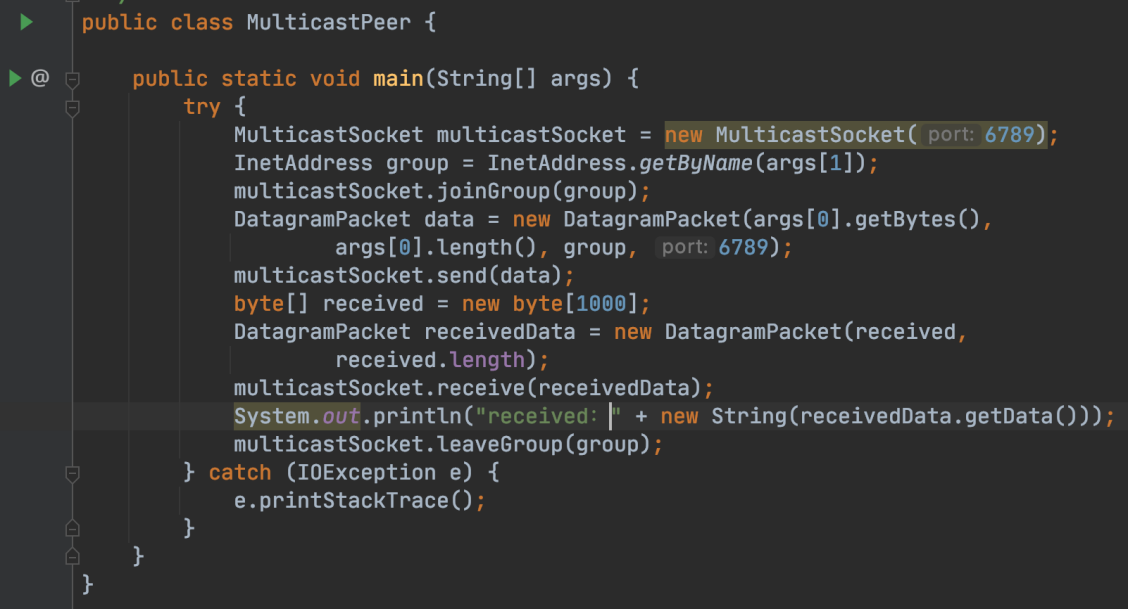 public class MulticastPeer {
@ public static void main(String[] args) {
try {
MulticastSocket multicastSocket = new MulticastSocket( port: 6789);
InetAddress group = InetAddress.getByName(args[1]);
multicastSocket.joinGroup(group);
DatagramPacket data = new DatagramPacket(args[0].getBytes(),
args[0].length(), group, port: 6789);
multicastSocket.send(data);
byte[] received = new byte[1000];
DatagramPacket receivedData = new DatagramPacket(received,
received.length);
multicastSocket.receive(receivedData);
System.out.println("received: " + new String(receivedData.getData()));
multicastSocket.leaveGroup(group);
} catch (IOException e) {
e.printStackTrace();
}
}
}